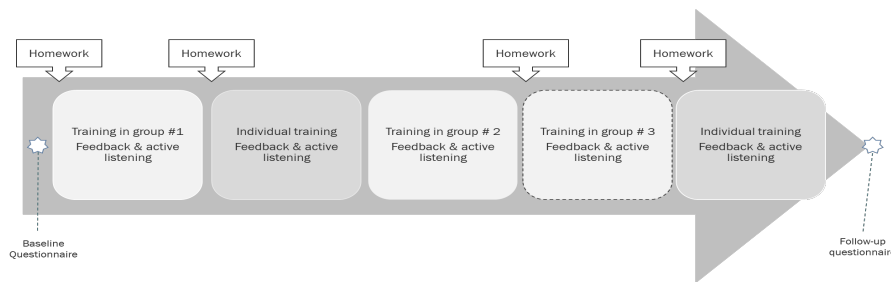 Homework
Homework
Homework
Homework
Training in group #1
Feedback & active
listening
Individual training
Feedback & active
listening
Training in group # 2
Feedback & active
listening
Training in group # 3
Feedback & active
listening
Individual training
Feedback & active
listening
Baseline
Questionnaire
Follow-up
questionnair